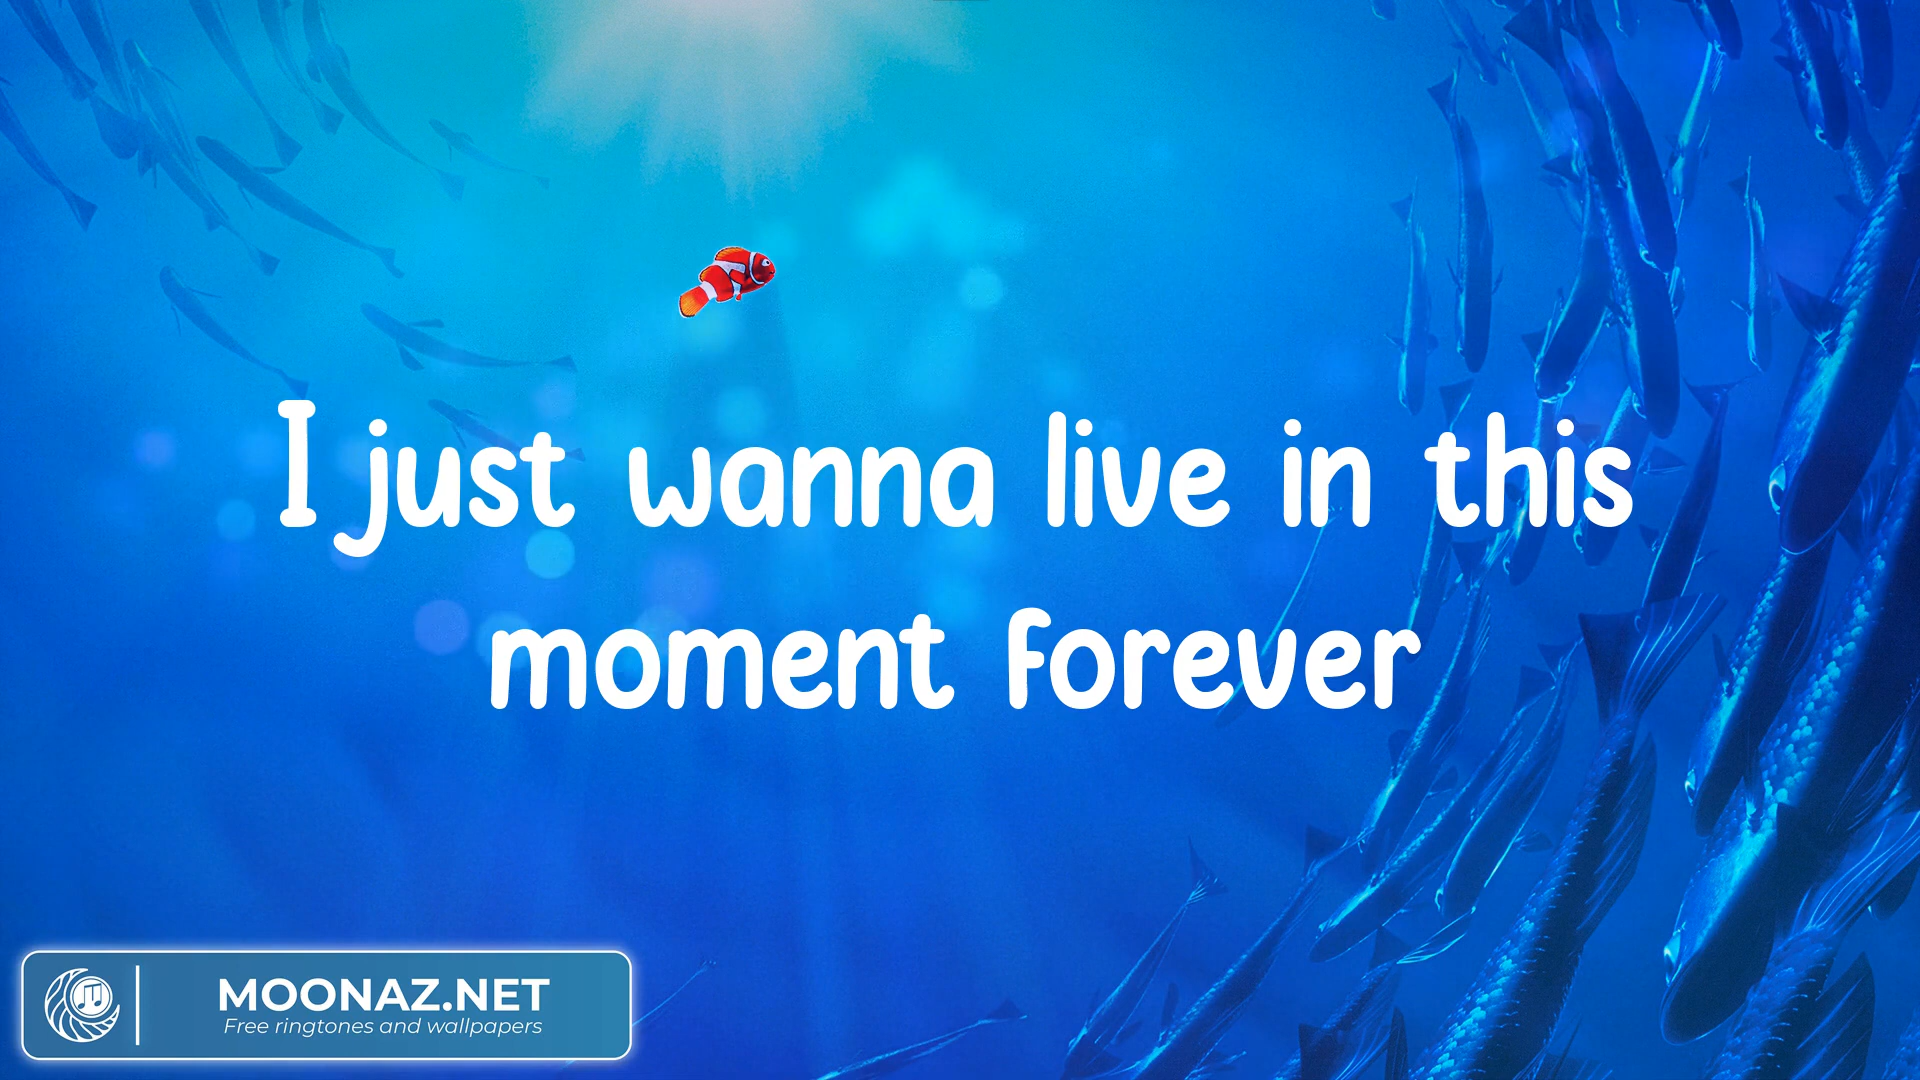 I just wanna live in this
moment forever
MOONAZ.NET
Free ringtones and wallpapers